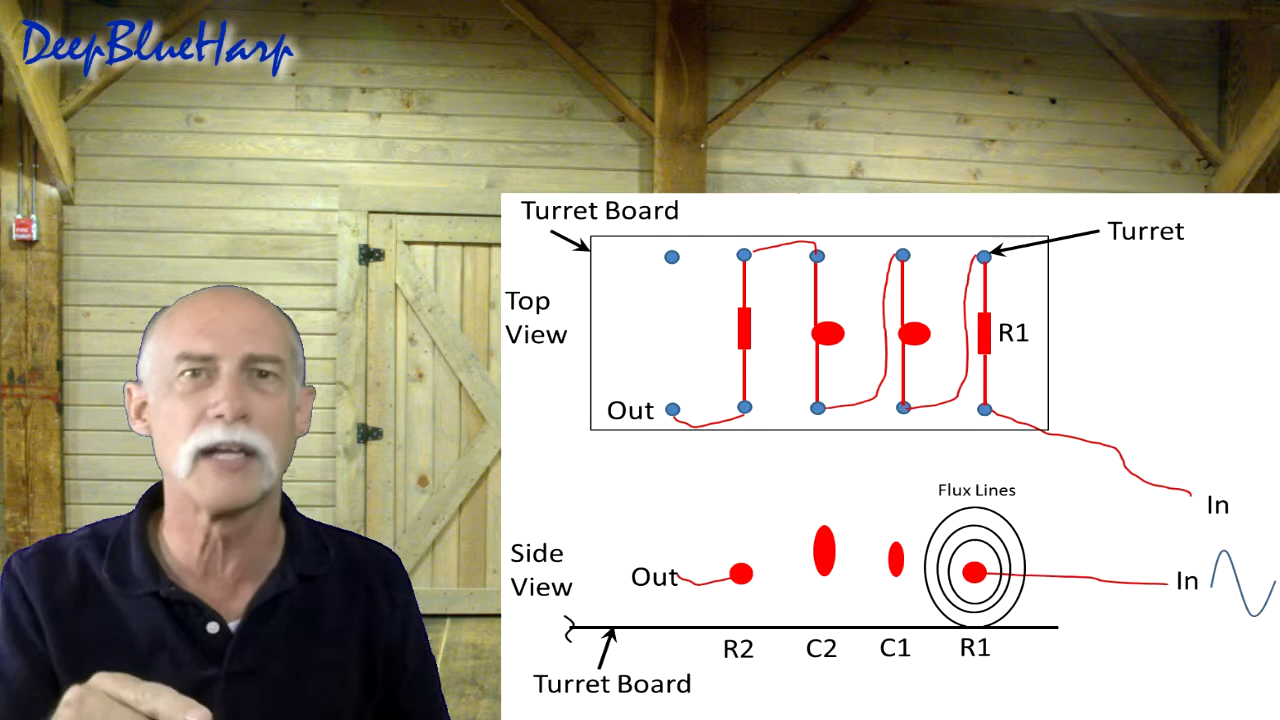 DeepBlueHarp
Turret Board
Turret
Top
View
R1
Out
In
Flux Lines
Side
View
Out
In
R2
C2
C1
R1
Turret Board